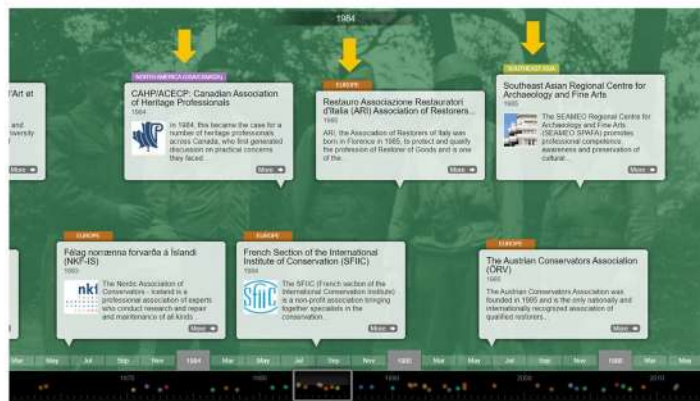 1984
NORTH AMERICA (USA/CANADA)
CAHP/ACECP: Canadian Association
of Heritage Professionals
1984
In 1984, this became the case for a
number of heritage professionals
across Canada, who first generated
discussion on practical concerns
they faced...
More
EUROPE
Restauro Associazione Restauratori
d'Italia (ARI) Association of Restorers...
1985
ARI, the Association of Restorers of Italy was
born in Florence in 1985, to protect and qualify
the profession of Restorer of Goods and is one
of the...
More
SOUTHEAST ASIA
Southeast Asian Regional Centre for
Archaeology and Fine Arts
1985
The SEAMEO Regional Centre for
Archaeology and Fine Arts
(SEAMEO SPAFA) promotes
professional competence,
awareness and preservation of
cultural...
More
'Art et
and
iversity
More
EUROPE
Félag norrænna forvarða á Íslandi
(NKF-IS)
1983
nkf
The Nordic Association of
Conservators - Iceland is a
professional association of experts
who conduct research and repair
and maintenance of all kinds...
More
EUROPE
French Section of the International
Institute of Conservation (SFIIC)
1984
SFIIC
The SFIIC (French section of the
International Conservation Institute)
is a non-profit association bringing
together specialists in the
conservation...
More
EUROPE
The Austrian Conservators Association
(ÖRV)
1985
The Austrian Conservators Association was
founded in 1985 and is the only nationally and
internationally recognized association of
qualified restorers...
More
Mar May Jul Sep Nov 1984 Mar May Jul Sep Nov 1985 Mar May Jul Sep Nov 1986 Mar May
1970 1980 1990 2000 2010